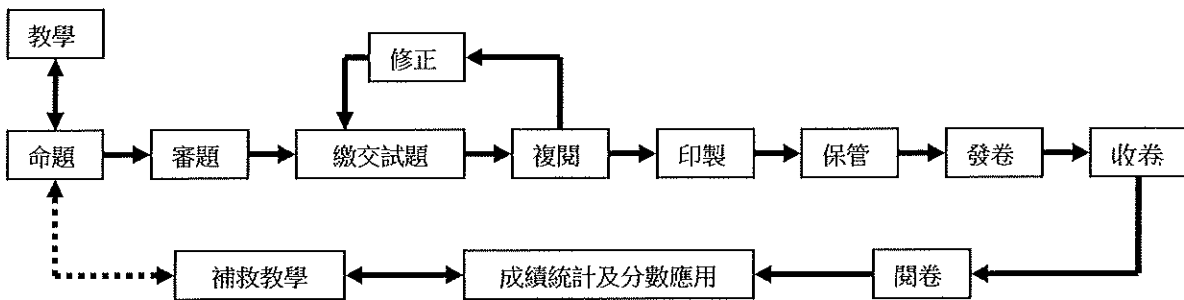 教學
修正
命題
審題
繳交試題
複閱
印製
保管
發卷
收卷
補救教學
成績統計及分數應用
閱卷